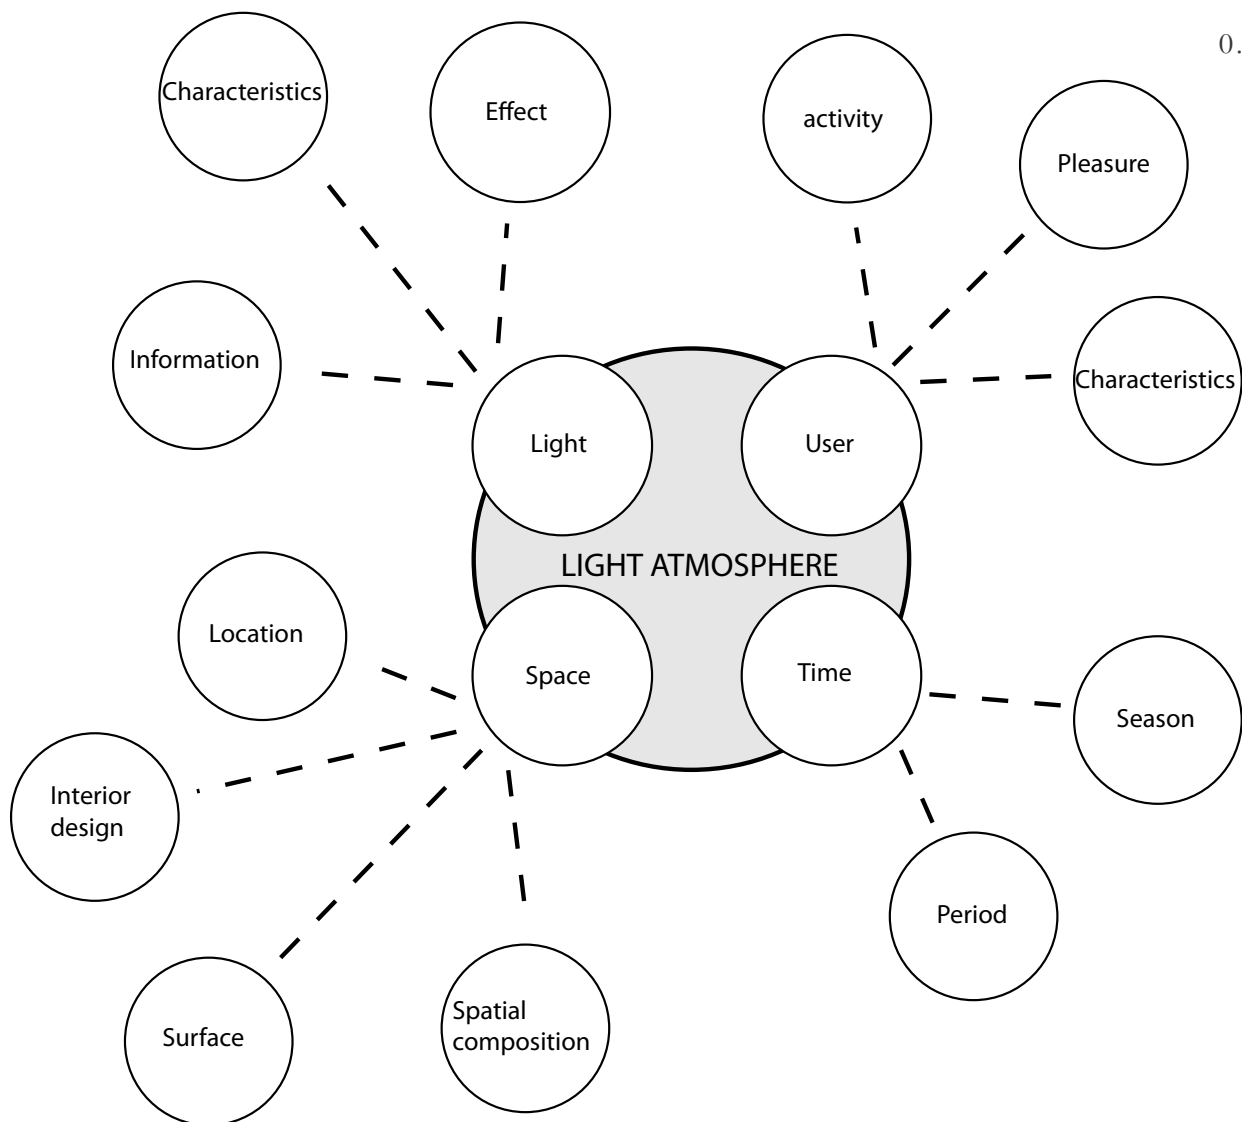 0.
Characteristics
Effect
activity
Pleasure
Information
Characteristics
Light
User
LIGHT ATMOSPHERE
Location
Space
Time
Season
Interior
design
Period
Surface
Spatial
composition